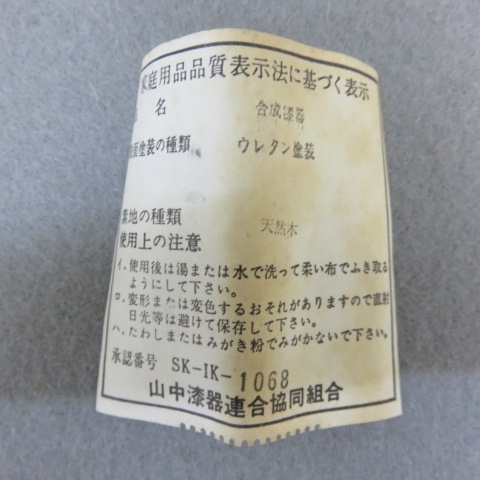 家庭用品品質表示法に基づく表示
名 合成漆器
面塗装の種類 ウレタン塗装
素地の種類 天然木
使用上の注意
イ.使用後は湯または水で洗って柔い布でふき取る
ようにして下さい。
ロ.変形または変色するおそれがありますので直射
日光等は避けて保存して下さい。
ハ.たわしまたはみがき粉でみがかないで下さい。
承認番号 SK-IK-1068
山中漆器連合協同組合